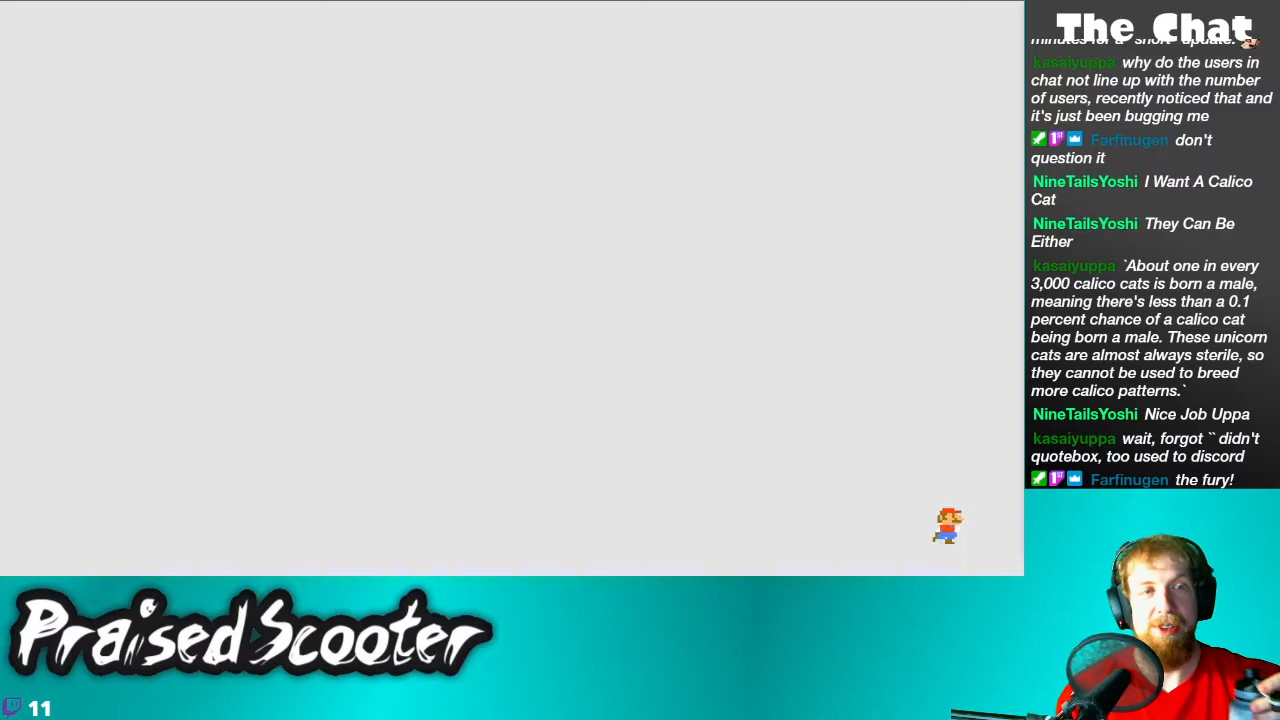 The Chat
minutes for a "short" update.
kasaiyuppa why do the users in
chat not line up with the number
of users, recently noticed that and
it's just been bugging me
Farfinugen don't
question it
NineTailsYoshi I Want A Calico
Cat
NineTailsYoshi They Can Be
Either
kasaiyuppa `About one in every
3,000 calico cats is born a male,
meaning there's less than a 0.1
percent chance of a calico cat
being born a male. These unicorn
cats are almost always sterile, so
they cannot be used to breed
more calico patterns.`
NineTailsYoshi Nice Job Uppa
kasaiyuppa wait, forgot `` didn't
quotebox, too used to discord
Farfinugen the fury!
PraisedScooter
11